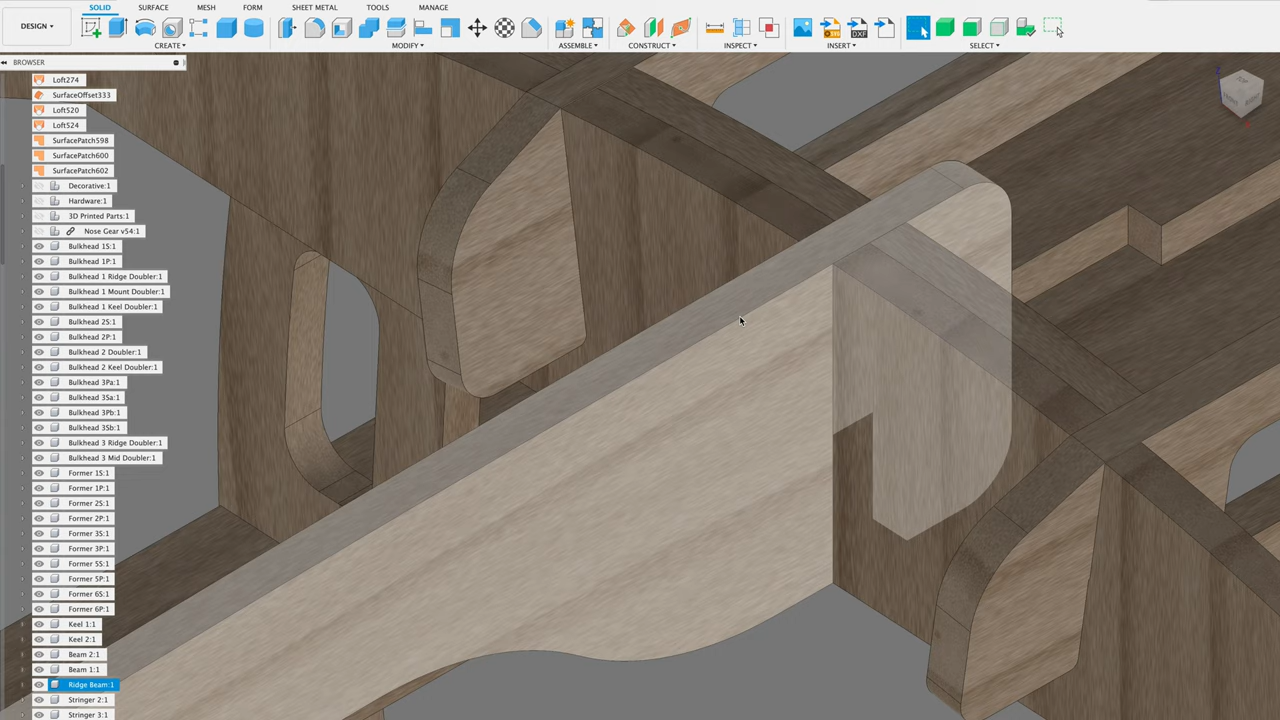 SOLID SURFACE MESH FORM SHEET METAL TOOLS MANAGE
DESIGN ▾
CREATE ▾ MODIFY ▾ ASSEMBLE ▾ CONSTRUCT ▾ INSPECT ▾ INSERT ▾ SELECT ▾
BROWSER
Loft274
SurfaceOffset333
Loft520
Loft524
SurfacePatch598
SurfacePatch600
SurfacePatch602
Decorative:1
Hardware:1
3D Printed Parts:1
Nose Gear v54:1
Bulkhead 1S:1
Bulkhead 1P:1
Bulkhead 1 Ridge Doubler:1
Bulkhead 1 Mount Doubler:1
Bulkhead 1 Keel Doubler:1
Bulkhead 2S:1
Bulkhead 2P:1
Bulkhead 2 Doubler:1
Bulkhead 2 Keel Doubler:1
Bulkhead 3Pa:1
Bulkhead 3Sa:1
Bulkhead 3Pb:1
Bulkhead 3Sb:1
Bulkhead 3 Ridge Doubler:1
Bulkhead 3 Mid Doubler:1
Former 1S:1
Former 1P:1
Former 2S:1
Former 2P:1
Former 3S:1
Former 3P:1
Former 5S:1
Former 5P:1
Former 6S:1
Former 6P:1
Keel 1:1
Keel 2:1
Beam 2:1
Beam 1:1
Ridge Beam:1
Stringer 2:1
Stringer 3:1